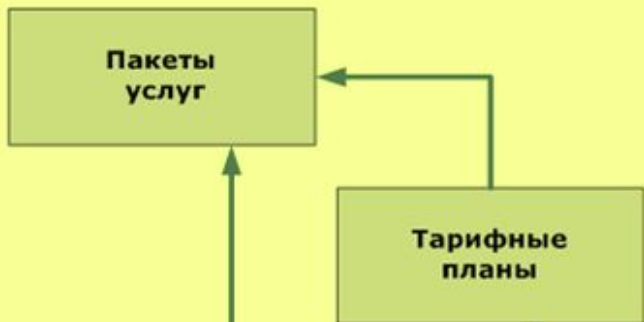 Пакеты
услуг
Тарифные
планы